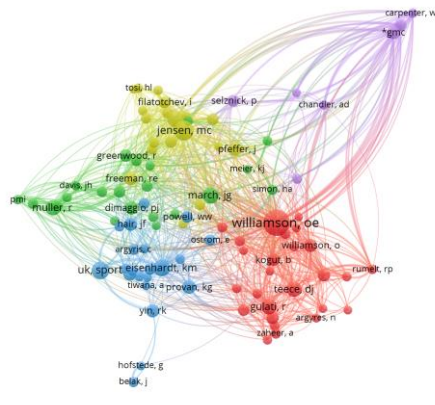 carpenter, w
*gmc
tosi, hl
filatotchev, i
selznick, p
chandler, ad
jensen, mc
pfeffer, j
greenwood, r
meier, kj
freeman, re
simon, ha
davis, jh
march, jg
pmi
muller, r
dimaggio, pj
powell, ww
hair, jf
williamson, oe
ostrom, e
argyris, c
williamson, o
kogut, b
uk, sport
eisenhardt, km
rumelt, rp
teece, dj
tiwana, a
provan, kg
gulati, r
yin, rk
argyres, n
zaheer, a
hofstede, g
belak, j